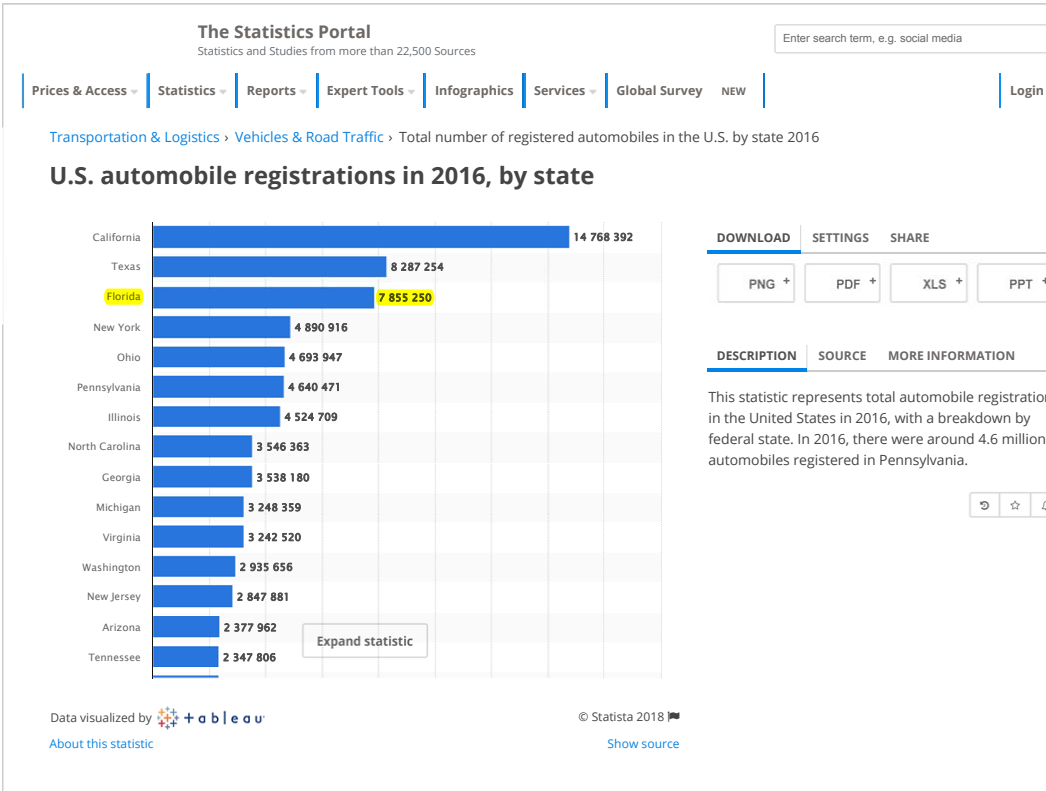 The Statistics Portal
Statistics and Studies from more than 22,500 Sources
Enter search term, e.g. social media
Prices & Access Statistics Reports Expert Tools Infographics Services Global Survey NEW Login
Transportation & Logistics › Vehicles & Road Traffic › Total number of registered automobiles in the U.S. by state 2016
U.S. automobile registrations in 2016, by state
California 14 768 392
Texas 8 287 254
Florida 7 855 250
New York 4 890 916
Ohio 4 693 947
Pennsylvania 4 640 471
Illinois 4 524 709
North Carolina 3 546 363
Georgia 3 538 180
Michigan 3 248 359
Virginia 3 242 520
Washington 2 935 656
New Jersey 2 847 881
Arizona 2 377 962
Tennessee 2 347 806
Expand statistic
Data visualized by +ableau
© Statista 2018
About this statistic
Show source
DOWNLOAD SETTINGS SHARE
PNG + PDF + XLS + PPT +
DESCRIPTION SOURCE MORE INFORMATION
This statistic represents total automobile registration
in the United States in 2016, with a breakdown by
federal state. In 2016, there were around 4.6 million
automobiles registered in Pennsylvania.